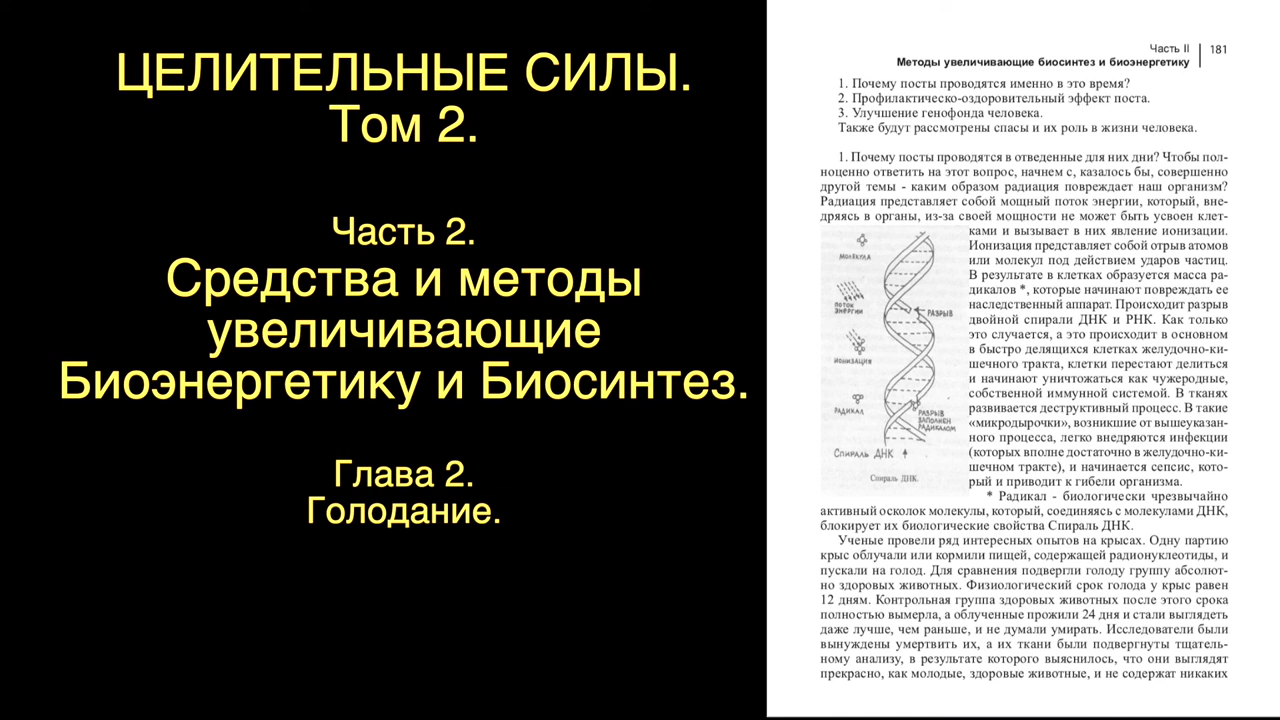 ЦЕЛИТЕЛЬНЫЕ СИЛЫ.
Том 2.
Часть 2.
Средства и методы
увеличивающие
Биоэнергетику и Биосинтез.
Глава 2.
Голодание.
Часть II 181
Методы увеличивающие биосинтез и биоэнергетику
1. Почему посты проводятся именно в это время?
2. Профилактическо-оздоровительный эффект поста.
3. Улучшение генофонда человека.
Также будут рассмотрены спасы и их роль в жизни человека.
1. Почему посты проводятся в отведенные для них дни? Чтобы пол-
ноценно ответить на этот вопрос, начнем с, казалось бы, совершенно
другой темы - каким образом радиация повреждает наш организм?
Радиация представляет собой мощный поток энергии, который, вне-
дряясь в органы, из-за своей мощности не может быть усвоен клет-
ками и вызывает в них явление ионизации.
Ионизация представляет собой отрыв атомов
или молекул под действием ударов частиц.
В результате в клетках образуется масса ра-
дикалов *, которые начинают повреждать ее
наследственный аппарат. Происходит разрыв
двойной спирали ДНК и РНК. Как только
это случается, а это происходит в основном
в быстро делящихся клетках желудочно-ки-
шечного тракта, клетки перестают делиться
и начинают уничтожаться как чужеродные,
собственной иммунной системой. В тканях
развивается деструктивный процесс. В такие
«микродырочки», возникшие от вышеуказан-
ного процесса, легко внедряются инфекции
(которых вполне достаточно в желудочно-ки-
шечном тракте), и начинается сепсис, кото-
рый и приводит к гибели организма.
МОЛЕКУЛА
ПОТОК
ЭНЕРГИИ
РАЗРЫВ
ИОНИЗАЦИЯ
РАДИКАЛ
РАЗРЫВ
ЗАПОЛНЕН
РАДИКАЛОМ
СПИРАЛЬ ДНК
Спираль ДНК.
* Радикал - биологически чрезвычайно
активный осколок молекулы, который, соединяясь с молекулами ДНК,
блокирует их биологические свойства Спираль ДНК.
Ученые провели ряд интересных опытов на крысах. Одну партию
крыс облучали или кормили пищей, содержащей радионуклеотиды, и
пускали на голод. Для сравнения подвергли голоду группу абсолют-
но здоровых животных. Физиологический срок голода у крыс равен
12 дням. Контрольная группа здоровых животных после этого срока
полностью вымерла, а облученные прожили 24 дня и стали выглядеть
даже лучше, чем раньше, и не думали умирать. Исследователи были
вынуждены умертвить их, а их ткани были подвергнуты тщатель-
ному анализу, в результате которого выяснилось, что они выглядят
прекрасно, как молодые, здоровые животные, и не содержат никаких